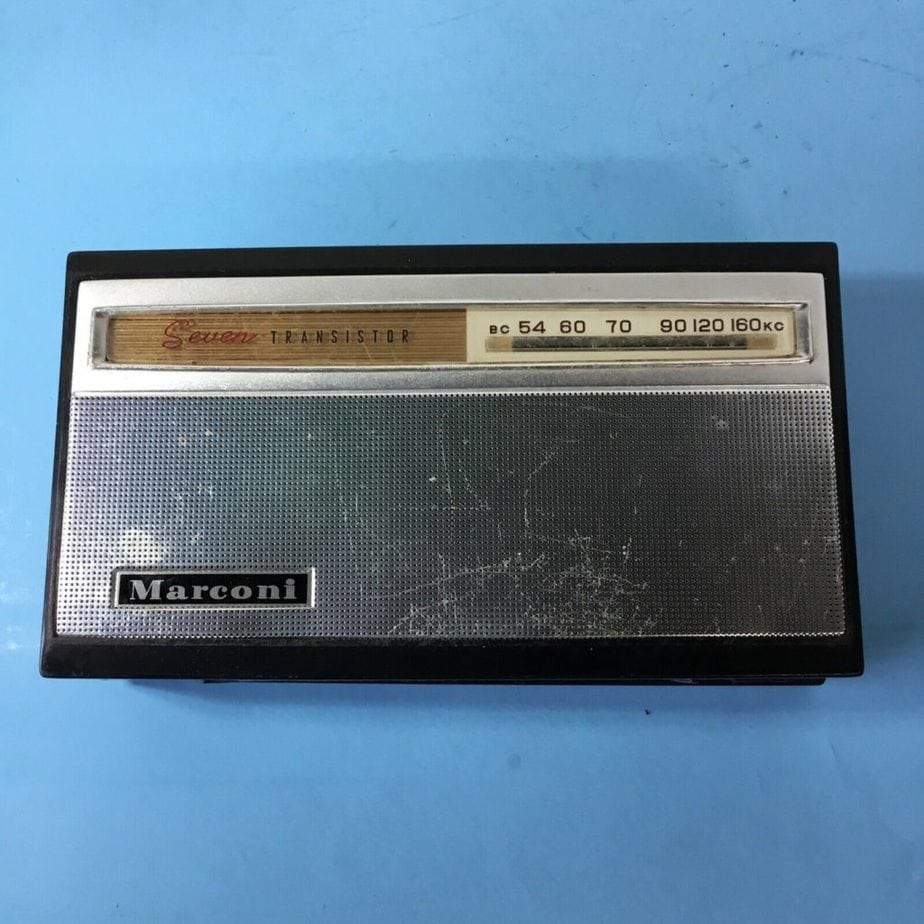 Seven TRANSISTOR
BC 54 60 70 90 120 160 KC
Marconi